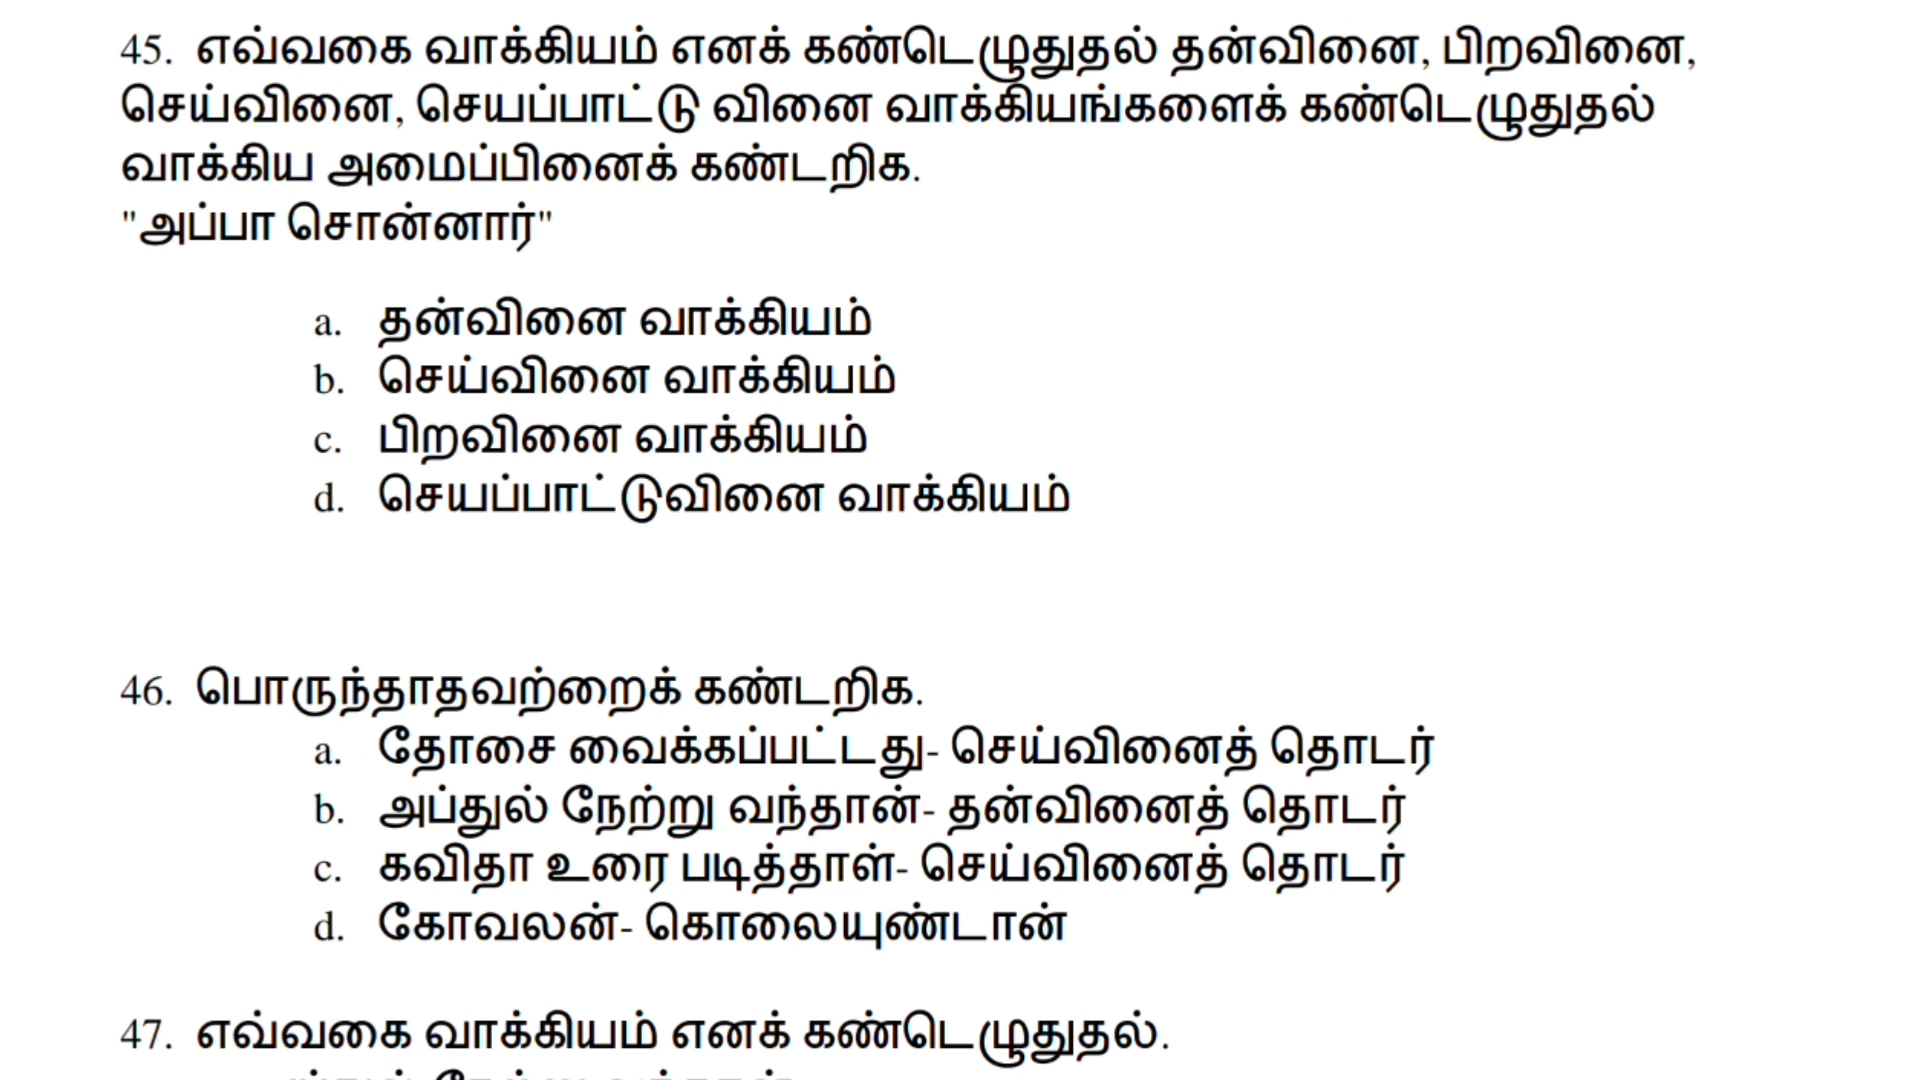 45. எவ்வகை வாக்கியம் எனக் கண்டெழுதுதல் தன்வினை, பிறவினை,
செய்வினை, செயப்பாட்டு வினை வாக்கியங்களைக் கண்டெழுதுதல்
வாக்கிய அமைப்பினைக் கண்டறிக.
"அப்பா சொன்னார்"
a. தன்வினை வாக்கியம்
b. செய்வினை வாக்கியம்
c. பிறவினை வாக்கியம்
d. செயப்பாட்டுவினை வாக்கியம்
46. பொருந்தாதவற்றைக் கண்டறிக.
a. தோசை வைக்கப்பட்டது- செய்வினைத் தொடர்
b. அப்துல் நேற்று வந்தான்- தன்வினைத் தொடர்
c. கவிதா உரை படித்தாள்- செய்வினைத் தொடர்
d. கோவலன்- கொலையுண்டான்
47. எவ்வகை வாக்கியம் எனக் கண்டெழுதுதல்.